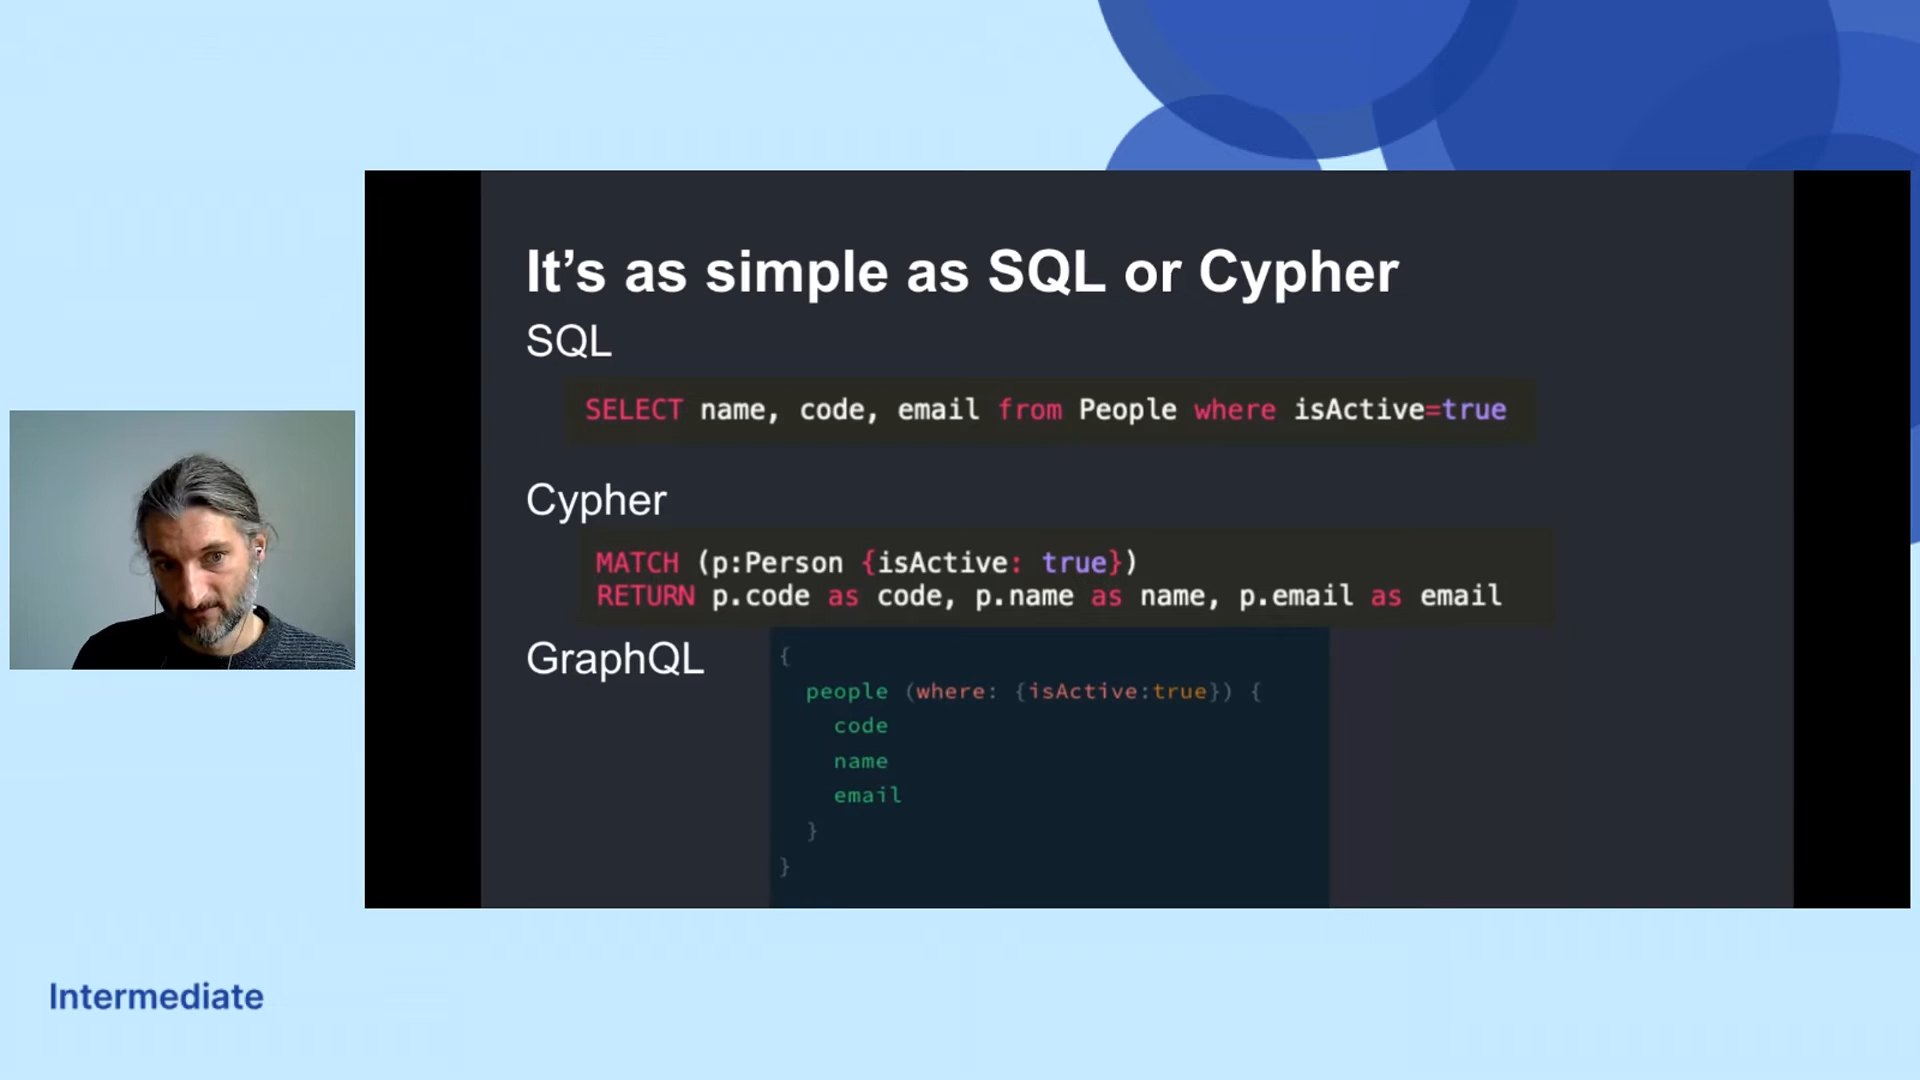 It’s as simple as SQL or Cypher
SQL
SELECT name, code, email from People where isActive=true
Cypher
MATCH (p:Person {isActive: true})
RETURN p.code as code, p.name as name, p.email as email
GraphQL
{
people (where: {isActive:true}) {
code
name
email
}
}
Intermediate